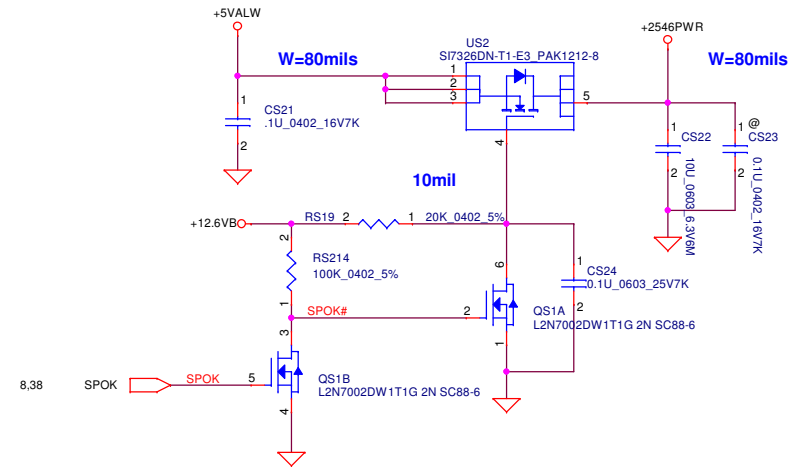 +5VALW
US2
SI7326DN-T1-E3_PAK1212-8
+2546PWR
W=80mils
W=80mils
1
2
3
5
4
1
CS21
.1U_0402_16V7K
2
1
CS22
10U_0603_6.3V6M
2
@
1
CS23
0.1U_0402_16V7K
2
10mil
+12.6VB
RS19
2
1
20K_0402_5%
2
RS214
100K_0402_5%
1
6
1
CS24
0.1U_0603_25V7K
2
SPOK#
2
QS1A
L2N7002DW1T1G 2N SC88-6
1
3
8,38
SPOK
SPOK
5
QS1B
L2N7002DW1T1G 2N SC88-6
4